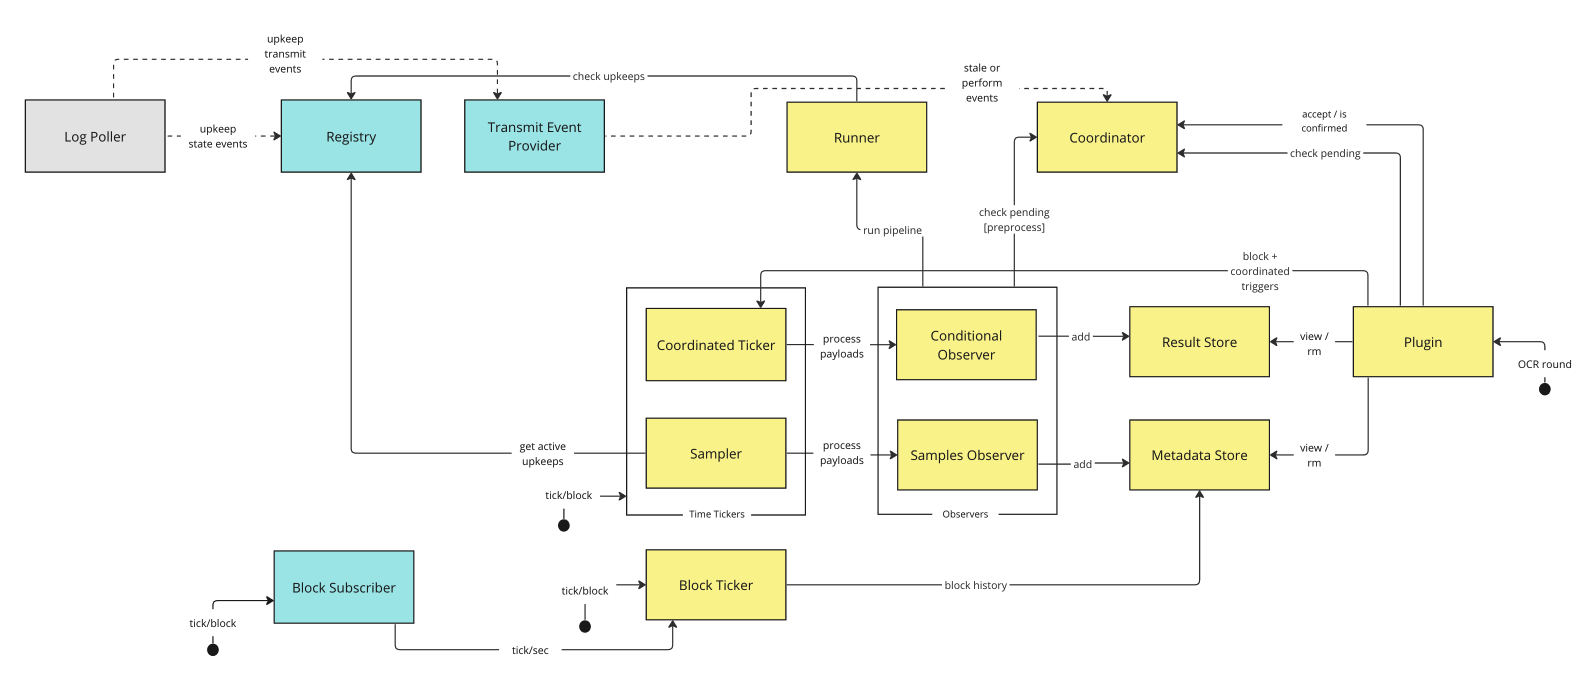 upkeep
transmit
events
check upkeeps
stale or
perform
events
Log Poller
upkeep
state events
Registry
Transmit Event
Provider
Runner
Coordinator
accept / is
confirmed
check pending
check pending
[preprocess]
run pipeline
block +
coordinated
triggers
Coordinated Ticker
process
payloads
Conditional
Observer
add
Result Store
view /
rm
Plugin
OCR round
get active
upkeeps
Sampler
process
payloads
Samples Observer
add
Metadata Store
view /
rm
tick/block
Time Tickers
Observers
Block Subscriber
tick/block
Block Ticker
block history
tick/block
tick/sec